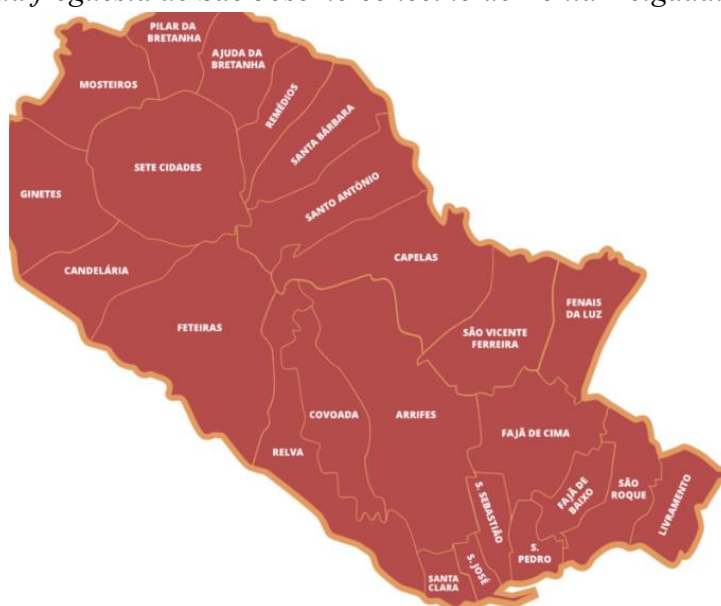 PILAR DA
BRETANHA
AJUDA DA
BRETANHA
MOSTEIROS
REMÉDIOS
SANTA BÁRBARA
SETE CIDADES
SANTO ANTÓNIO
GINETES
CAPELAS
CANDELÁRIA
FENAIS
DA LUZ
FETEIRAS
SÃO VICENTE
FERREIRA
COVOADA
ARRIFES
FAJÃ DE CIMA
RELVA
S. SEBASTIÃO
FAJÃ DE
BAIXO
SÃO
ROQUE
LIVRAMENTO
S.
PEDRO
S. JOSÉ
SANTA
CLARA